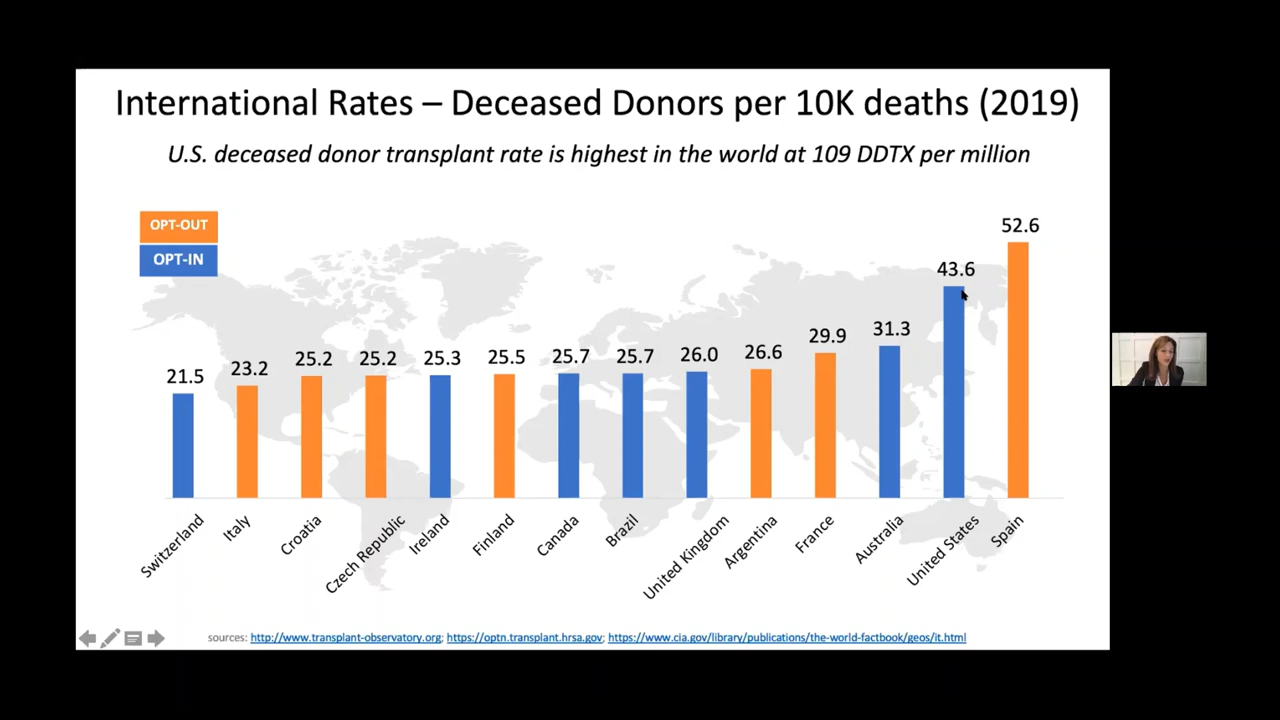 International Rates – Deceased Donors per 10K deaths (2019)
U.S. deceased donor transplant rate is highest in the world at 109 DDTX per million
OPT-OUT
OPT-IN
21.5
23.2
25.2
25.2
25.3
25.5
25.7
25.7
26.0
26.6
29.9
31.3
43.6
52.6
Switzerland
Italy
Croatia
Czech Republic
Ireland
Finland
Canada
Brazil
United Kingdom
Argentina
France
Australia
United States
Spain
sources: http://www.transplant-observatory.org; https://optn.transplant.hrsa.gov; https://www.cia.gov/library/publications/the-world-factbook/geos/it.html